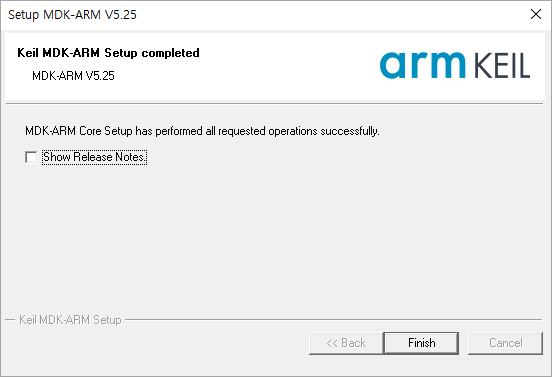 Setup MDK-ARM V5.25
Keil MDK-ARM Setup completed
MDK-ARM V5.25
arm KEIL
MDK-ARM Core Setup has performed all requested operations successfully.
Show Release Notes.
Keil MDK-ARM Setup
<< Back
Finish
Cancel